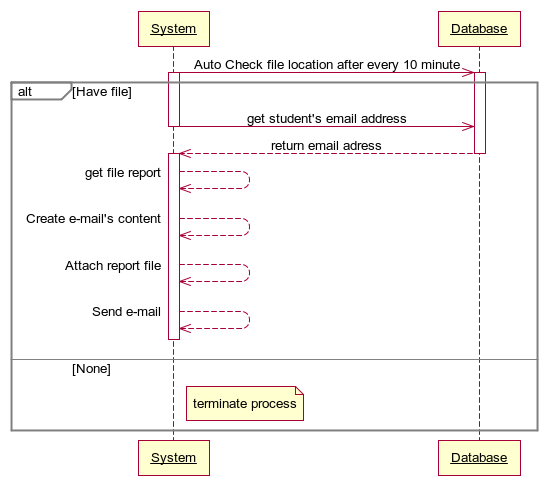 System
Database
Auto Check file location after every 10 minute
alt
[Have file]
get student's email address
return email adress
get file report
Create e-mail's content
Attach report file
Send e-mail
[None]
terminate process
System
Database